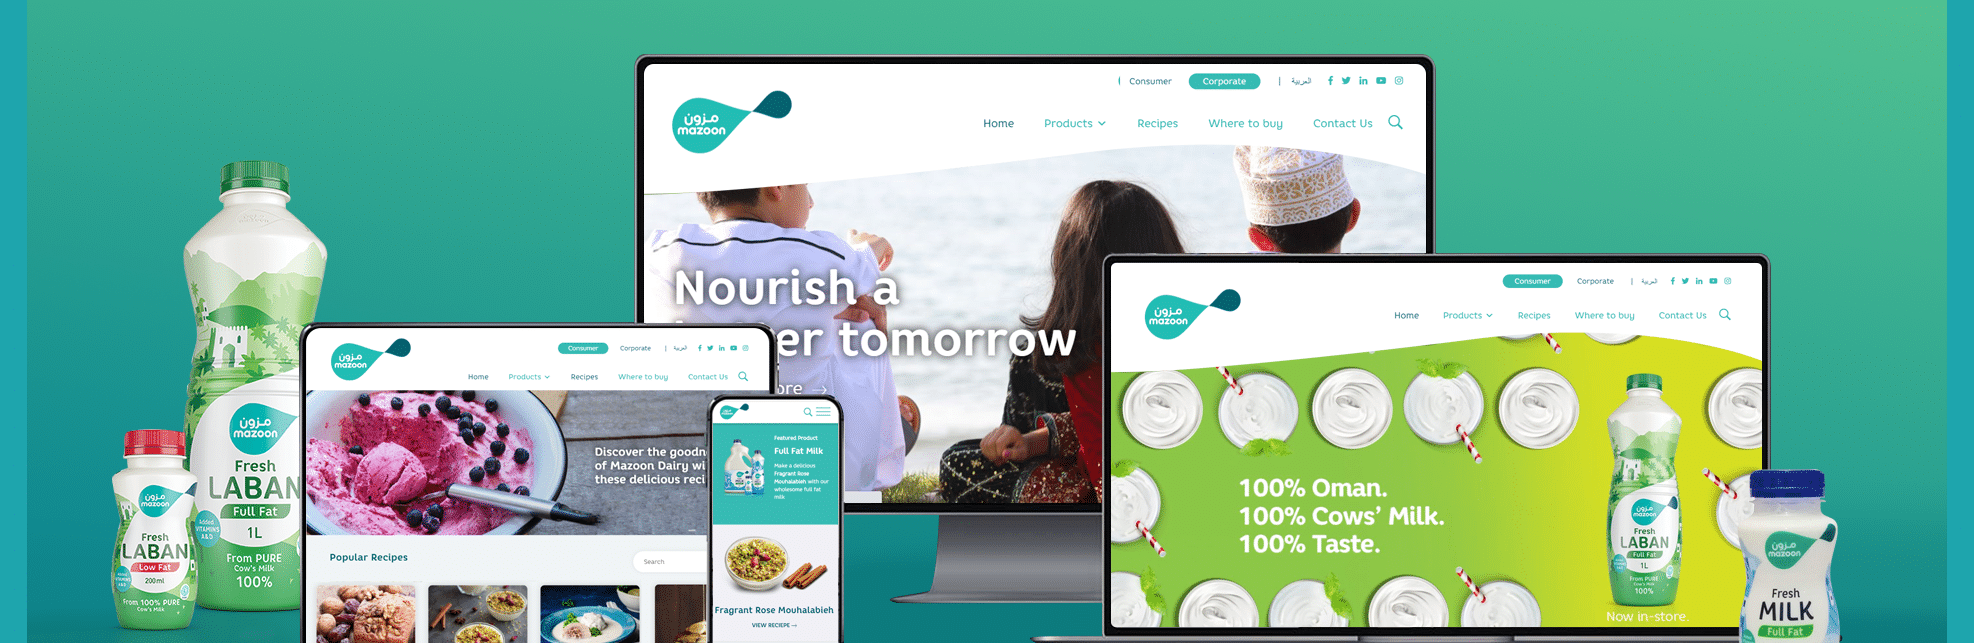 Consumer
Corporate
|
العربية
مزون
mazoon
Home
Products
Recipes
Where to buy
Contact Us
Nourish a
er tomorrow
ore →
مزون
mazoon
Fresh
LABAN
Full Fat
1L
Added
VITAMINS
A&D
From PURE
Cow's Milk
100%
مزون
mazoon
Fresh
LABAN
Low Fat
200ml
From 100% PURE
Cow's Milk
Consumer
Corporate
|
العربية
مزون
mazoon
Home
Products
Recipes
Where to buy
Contact Us
Discover the goodn
of Mazoon Dairy wi
these delicious reci
Popular Recipes
Search
Featured Product
Full Fat Milk
Make a delicious
Fragrant Rose
Mouhalabieh with our
wholesome full fat
milk
Fragrant Rose Mouhalabieh
VIEW RECIEPE →
Consumer
Corporate
|
العربية
مزون
mazoon
Home
Products
Recipes
Where to buy
Contact Us
100% Oman.
100% Cows' Milk.
100% Taste.
مزون
mazoon
Fresh
LABAN
Full Fat
1L
From PURE
Cow's Milk
100%
Now in-store.
مزون
mazoon
Fresh
MILK
Full Fat